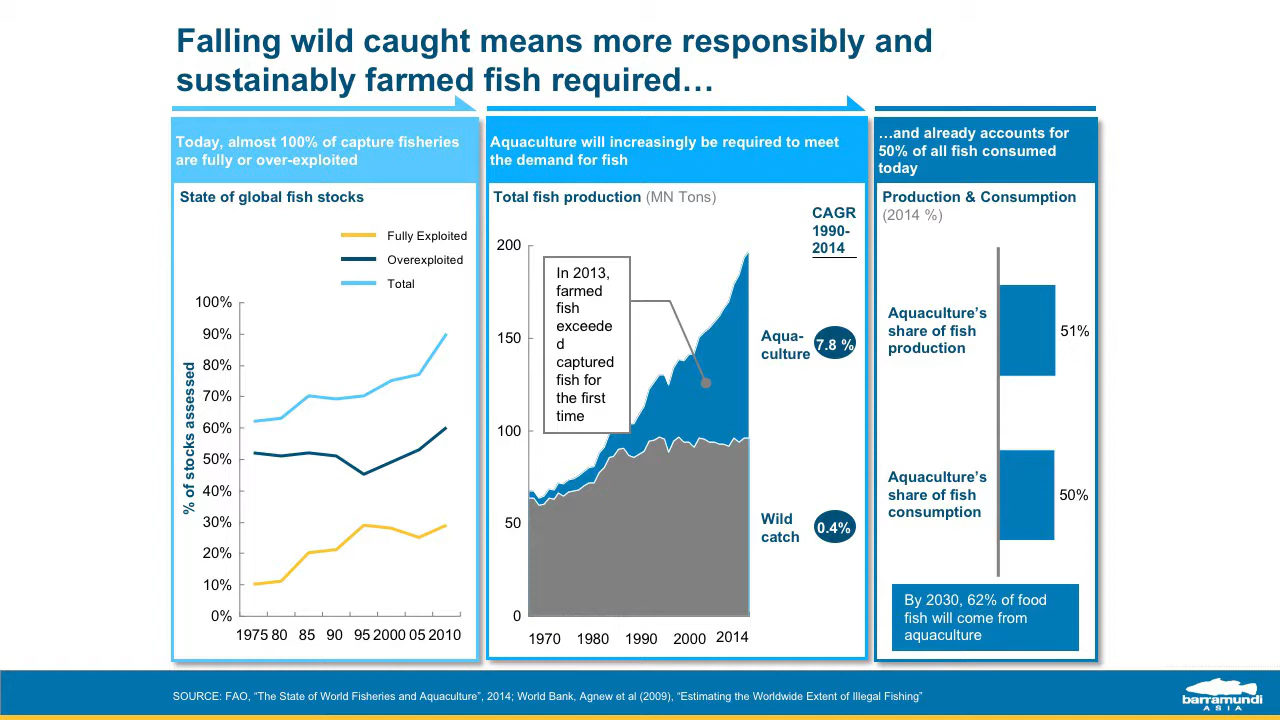 Falling wild caught means more responsibly and
sustainably farmed fish required…
Today, almost 100% of capture fisheries
are fully or over-exploited
State of global fish stocks
Fully Exploited
Overexploited
Total
% of stocks assessed
100%
90%
80%
70%
60%
50%
40%
30%
20%
10%
0%
1975 80 85 90 95 2000 05 2010
Aquaculture will increasingly be required to meet
the demand for fish
Total fish production (MN Tons)
CAGR
1990-
2014
200
150
100
50
0
In 2013,
farmed
fish
exceede
d
captured
fish for
the first
time
Aqua-
culture
7.8 %
Wild
catch
0.4%
1970 1980 1990 2000 2014
…and already accounts for
50% of all fish consumed
today
Production & Consumption
(2014 %)
Aquaculture’s
share of fish
production
51%
Aquaculture’s
share of fish
consumption
50%
By 2030, 62% of food
fish will come from
aquaculture
SOURCE: FAO, “The State of World Fisheries and Aquaculture”, 2014; World Bank, Agnew et al (2009), “Estimating the Worldwide Extent of Illegal Fishing”
barramundi
ASIA